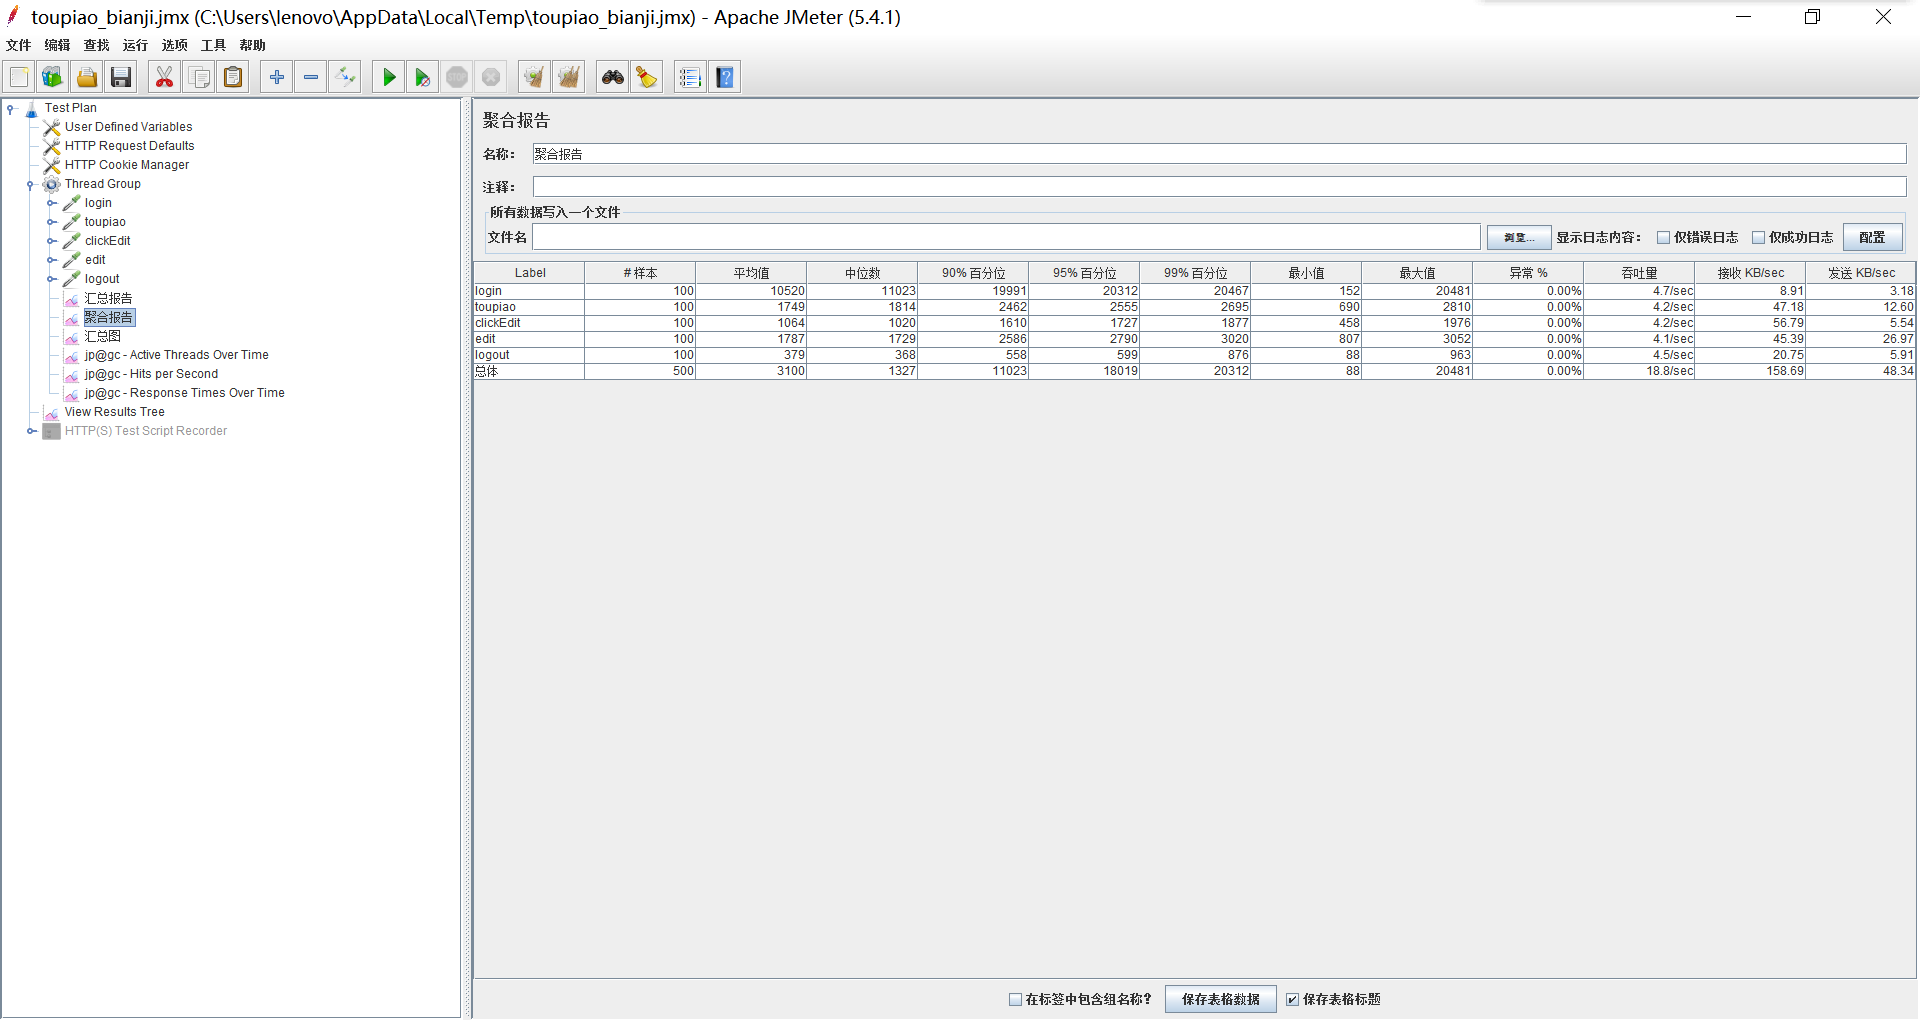 toupiao_bianji.jmx (C:\Users\lenovo\AppData\Local\Temp\toupiao_bianji.jmx) - Apache JMeter (5.4.1)
文件 编辑 查找 运行 选项 工具 帮助
Test Plan
User Defined Variables
HTTP Request Defaults
HTTP Cookie Manager
Thread Group
login
toupiao
clickEdit
edit
logout
汇总报告
聚合报告
汇总图
jp@gc - Active Threads Over Time
jp@gc - Hits per Second
jp@gc - Response Times Over Time
View Results Tree
HTTP(S) Test Script Recorder
聚合报告
名称： 聚合报告
注释：
所有数据写入一个文件
文件名 浏览... 显示日志内容： 仅错误日志 仅成功日志 配置
Label # 样本 平均值 中位数 90% 百分位 95% 百分位 99% 百分位 最小值 最大值 异常 % 吞吐量 接收 KB/sec 发送 KB/sec
login 100 10520 11023 19991 20312 20467 152 20481 0.00% 4.7/sec 8.91 3.18
toupiao 100 1749 1814 2462 2555 2695 690 2810 0.00% 4.2/sec 47.18 12.60
clickEdit 100 1064 1020 1610 1727 1877 458 1976 0.00% 4.2/sec 56.79 5.54
edit 100 1787 1729 2586 2790 3020 807 3052 0.00% 4.1/sec 45.39 26.97
logout 100 379 368 558 599 876 88 963 0.00% 4.5/sec 20.75 5.91
总体 500 3100 1327 11023 18019 20312 88 20481 0.00% 18.8/sec 158.69 48.34
在标签中包含组名称? 保存表格数据 保存表格标题